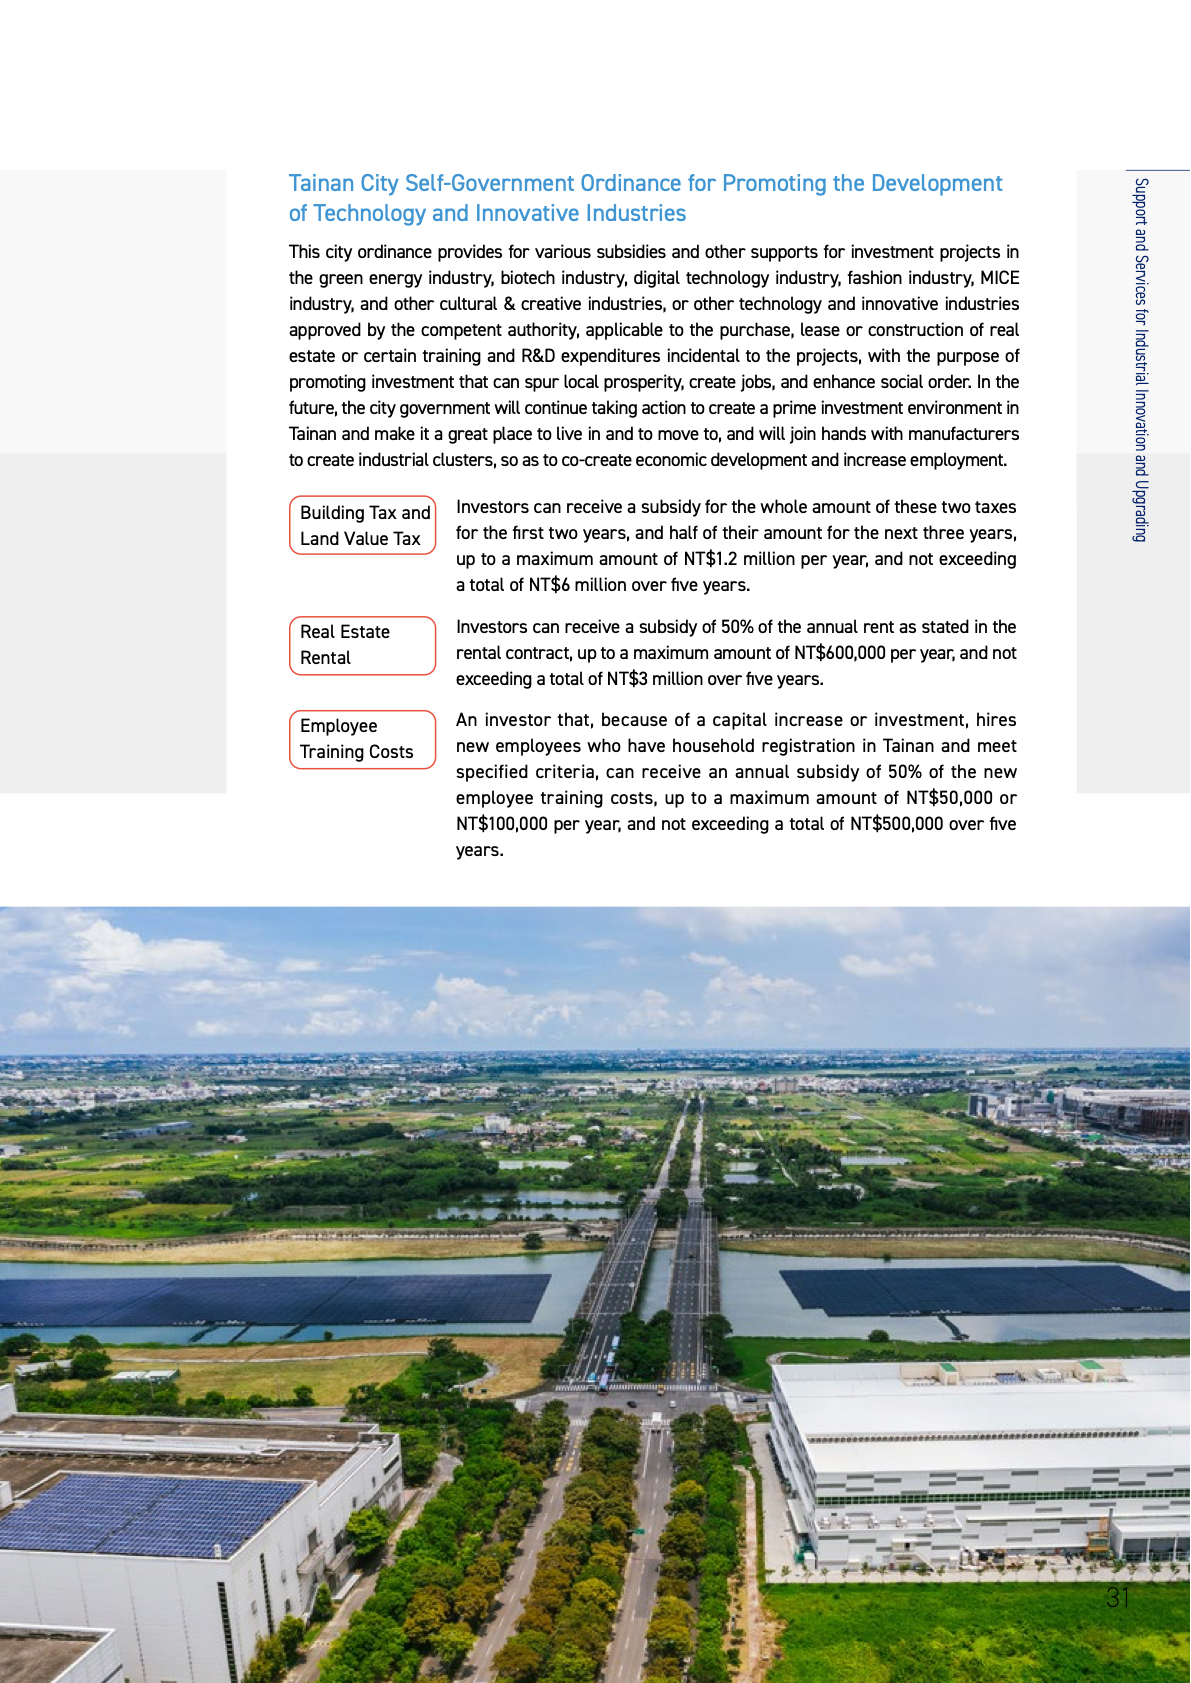 Tainan City Self-Government Ordinance for Promoting the Development
of Technology and Innovative Industries
This city ordinance provides for various subsidies and other supports for investment projects in
the green energy industry, biotech industry, digital technology industry, fashion industry, MICE
industry, and other cultural & creative industries, or other technology and innovative industries
approved by the competent authority, applicable to the purchase, lease or construction of real
estate or certain training and R&D expenditures incidental to the projects, with the purpose of
promoting investment that can spur local prosperity, create jobs, and enhance social order. In the
future, the city government will continue taking action to create a prime investment environment in
Tainan and make it a great place to live in and to move to, and will join hands with manufacturers
to create industrial clusters, so as to co-create economic development and increase employment.
Building Tax and
Land Value Tax
Investors can receive a subsidy for the whole amount of these two taxes
for the first two years, and half of their amount for the next three years,
up to a maximum amount of NT$1.2 million per year, and not exceeding
a total of NT$6 million over five years.
Real Estate
Rental
Investors can receive a subsidy of 50% of the annual rent as stated in the
rental contract, up to a maximum amount of NT$600,000 per year, and not
exceeding a total of NT$3 million over five years.
Employee
Training Costs
An investor that, because of a capital increase or investment, hires
new employees who have household registration in Tainan and meet
specified criteria, can receive an annual subsidy of 50% of the new
employee training costs, up to a maximum amount of NT$50,000 or
NT$100,000 per year, and not exceeding a total of NT$500,000 over five
years.
Support and Services for Industrial Innovation and Upgrading
31